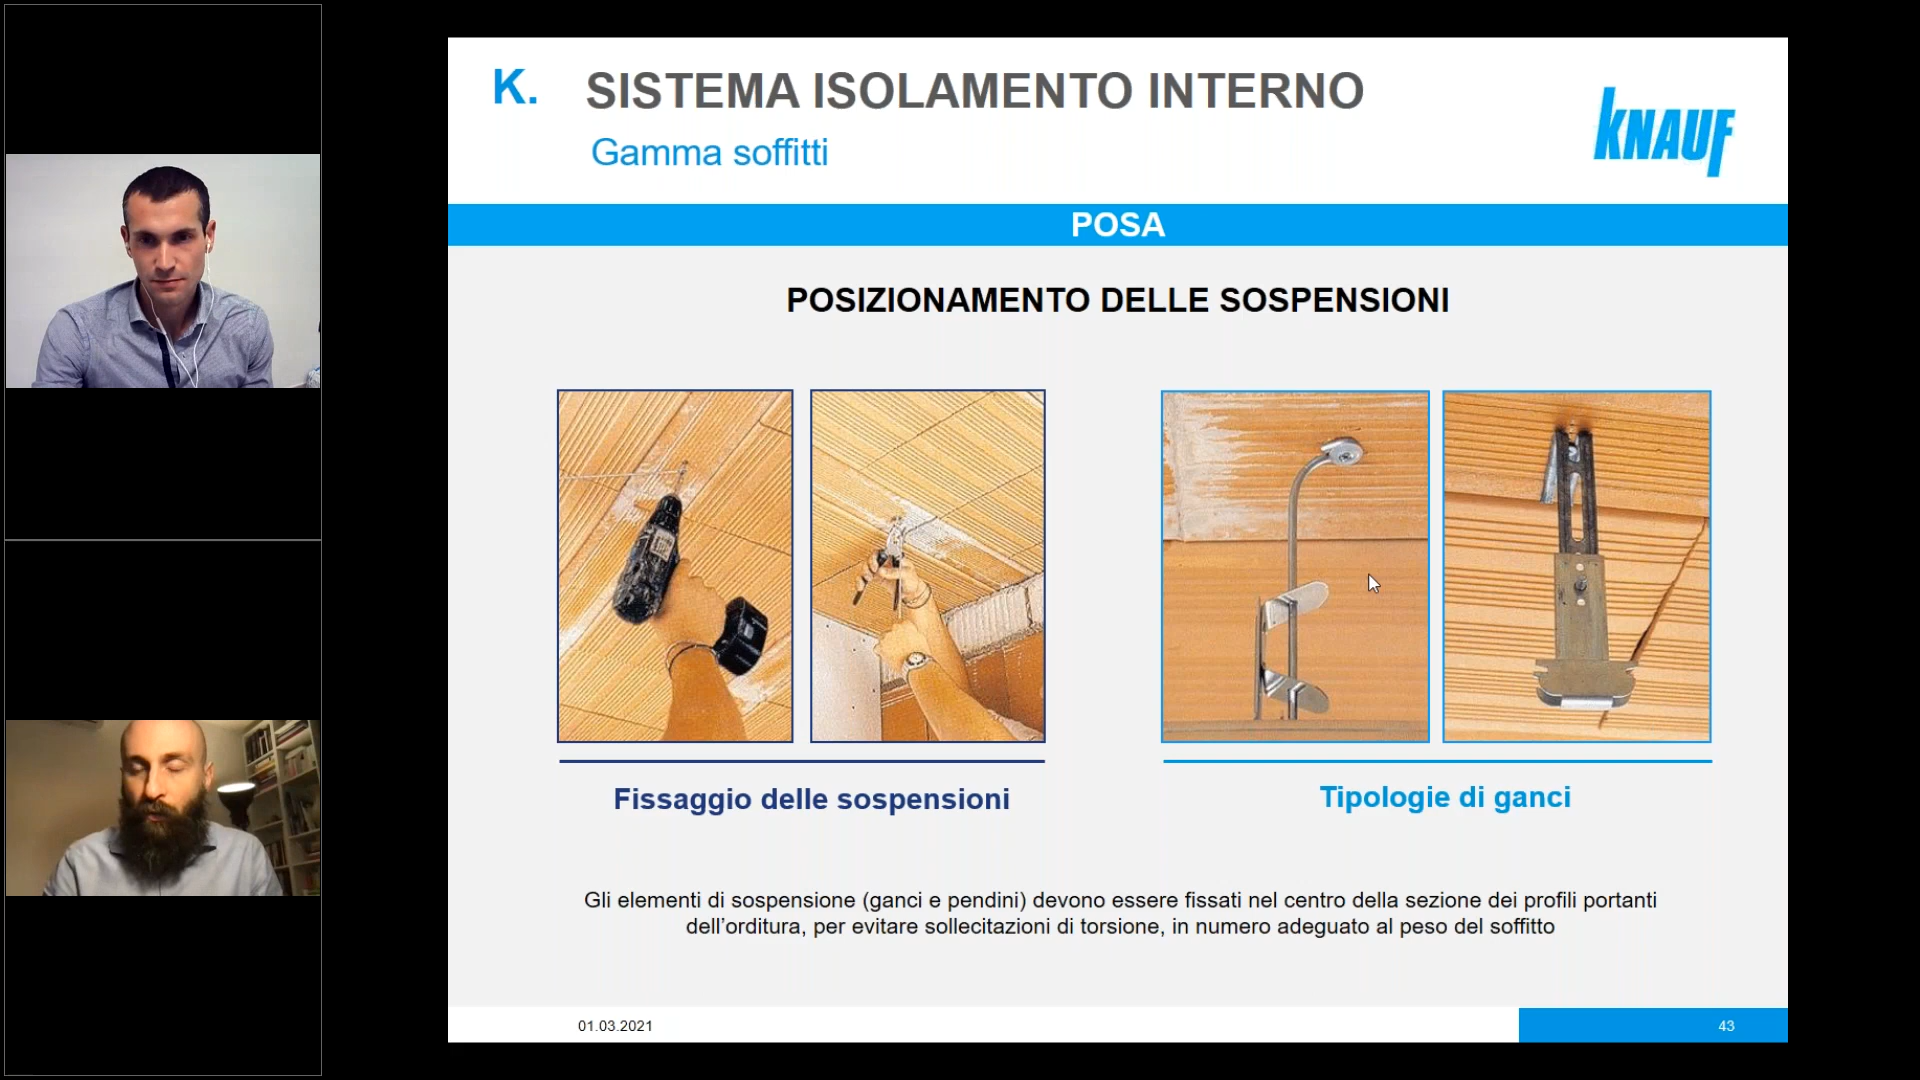 K. SISTEMA ISOLAMENTO INTERNO
Gamma soffitti
KNAUF
POSA
POSIZIONAMENTO DELLE SOSPENSIONI
Fissaggio delle sospensioni
Tipologie di ganci
Gli elementi di sospensione (ganci e pendini) devono essere fissati nel centro della sezione dei profili portanti
dell’orditura, per evitare sollecitazioni di torsione, in numero adeguato al peso del soffitto
01.03.2021
43